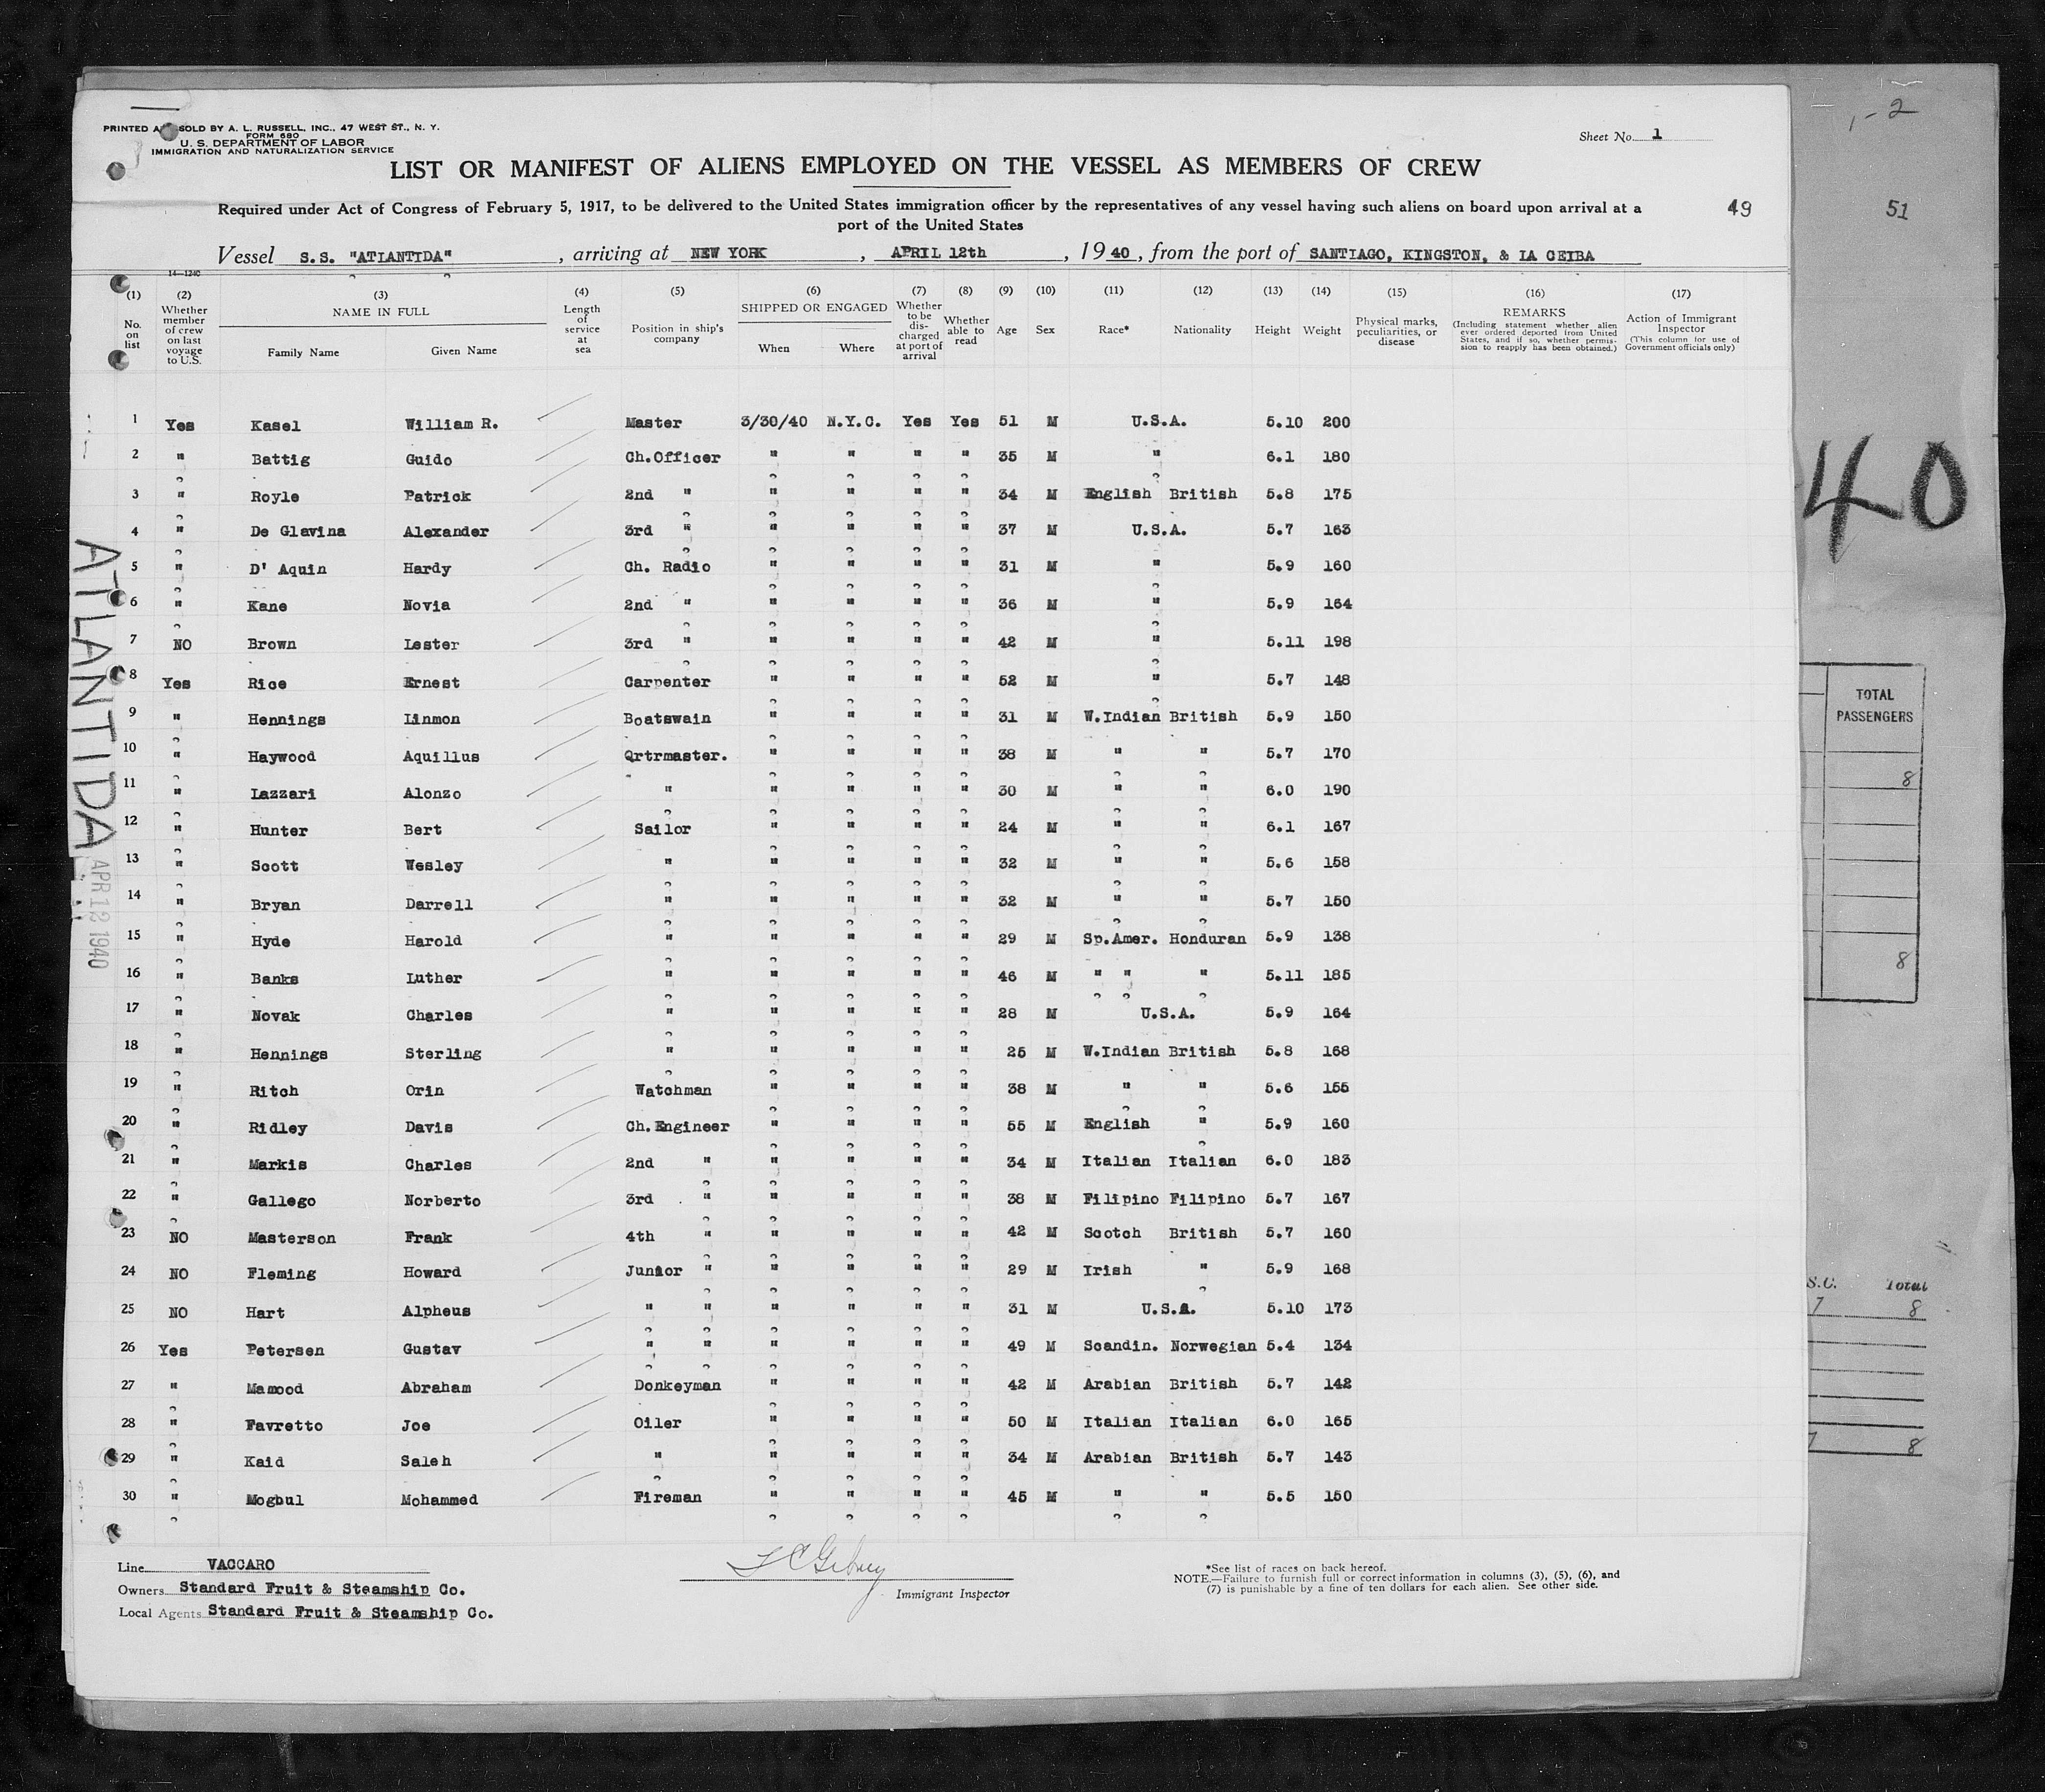 1-2
PRINTED A SOLD BY A. L. RUSSELL, INC., 47 WEST ST., N. Y.
FORM 680
U. S. DEPARTMENT OF LABOR
IMMIGRATION AND NATURALIZATION SERVICE
Sheet No. 1
LIST OR MANIFEST OF ALIENS EMPLOYED ON THE VESSEL AS MEMBERS OF CREW
Required under Act of Congress of February 5, 1917, to be delivered to the United States immigration officer by the representatives of any vessel having such aliens on board upon arrival at a
port of the United States
49
51
Vessel S.S. "ATLANTIDA", arriving at NEW YORK, APRIL 12th, 1940, from the port of SANTIAGO, KINGSTON, & LA CEIBA
14-1240
(1) No. on list (2) Whether member of crew on last voyage to U.S. (3) NAME IN FULL Family Name Given Name (4) Length of service at sea (5) Position in ship's company (6) SHIPPED OR ENGAGED When Where (7) Whether to be discharged at port of arrival (8) Whether able to read (9) Age (10) Sex (11) Race* (12) Nationality (13) Height (14) Weight (15) Physical marks, peculiarities, or disease (16) REMARKS (Including statement whether alien ever ordered deported from United States, and if so, whether permission to reapply has been obtained.) (17) Action of Immigrant Inspector (This column for use of Government officials only)
1 Yes Kasel William R. Master 3/30/40 N.Y.C. Yes Yes 51 M U.S.A. 5.10 200
2 " Battig Guido Ch.Officer " " " " 35 M " 6.1 180
3 " Royle Patrick 2nd " " " " " 34 M English British 5.8 175
4 " De Glavina Alexander 3rd " " " " " 37 M U.S.A. 5.7 163
5 " D' Aquin Hardy Ch. Radio " " " " 31 M " 5.9 160
6 " Kane Novia 2nd " " " " " 36 M " 5.9 164
7 NO Brown Lester 3rd " " " " " 42 M " 5.11 198
8 Yes Rice Ernest Carpenter " " " " 52 M " 5.7 148
9 " Hennings Linmon Boatswain " " " " 31 M W.Indian British 5.9 150
10 " Haywood Aquillus Qrtrmaster. " " " " 38 M " " 5.7 170
11 " Lazzari Alonzo " " " " " 30 M " " 6.0 190
12 " Hunter Bert Sailor " " " " 24 M " " 6.1 167
13 " Scott Wesley " " " " " 32 M " " 5.6 158
14 " Bryan Darrell " " " " " 32 M " " 5.7 150
15 " Hyde Harold " " " " " 29 M Sp.Amer. Honduran 5.9 138
16 " Banks Luther " " " " " 46 M " " " 5.11 185
17 " Novak Charles " " " " " 28 M U.S.A. 5.9 164
18 " Hennings Sterling " " " " " 25 M W.Indian British 5.8 168
19 " Ritch Orin Watchman " " " " 38 M " " 5.6 155
20 " Ridley Davis Ch.Engineer " " " " 55 M English " 5.9 160
21 " Markis Charles 2nd " " " " " 34 M Italian Italian 6.0 183
22 " Gallego Norberto 3rd " " " " " 38 M Filipino Filipino 5.7 167
23 NO Masterson Frank 4th " " " " " 42 M Scotch British 5.7 160
24 NO Fleming Howard Junior " " " " " 29 M Irish " 5.9 168
25 NO Hart Alpheus " " " " " " 31 M U.S.A. 5.10 173
26 Yes Petersen Gustav " " " " " " 49 M Scandin. Norwegian 5.4 134
27 " Mamood Abraham Donkeyman " " " " 42 M Arabian British 5.7 142
28 " Favretto Joe Oiler " " " " 50 M Italian Italian 6.0 165
29 " Kaid Saleh " " " " " 34 M Arabian British 5.7 143
30 " Mogbul Mohammed Fireman " " " " 45 M " " 5.5 150
ATLANTIDA
APR 12 1940
40
TOTAL PASSENGERS
8
8
S.C. Total
7 8
7 8
Line VACCARO
Owners Standard Fruit & Steamship Co.
Local Agents Standard Fruit & Steamship Co.
Immigrant Inspector
*See list of races on back hereof.
NOTE.—Failure to furnish full or correct information in columns (3), (5), (6), and
(7) is punishable by a fine of ten dollars for each alien. See other side.